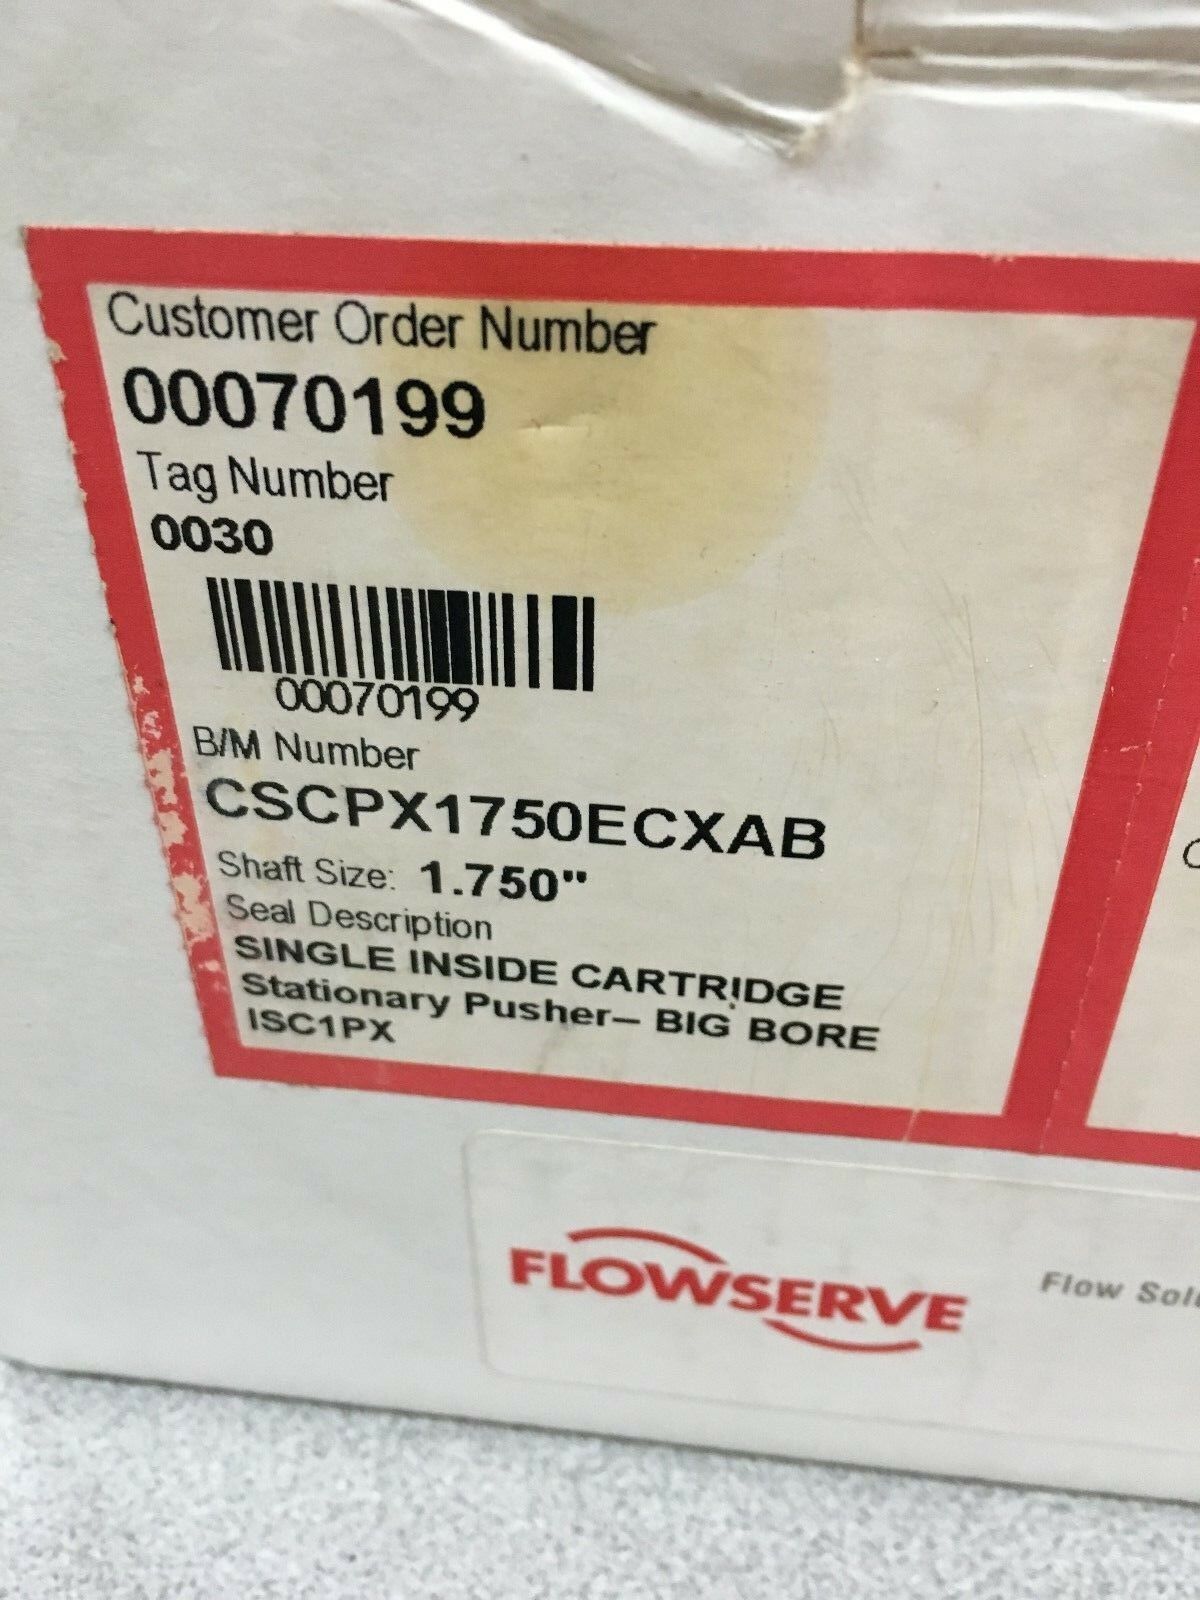 Customer Order Number
00070199
Tag Number
0030
00070199
B/M Number
CSCPX1750ECXAB
Shaft Size: 1.750"
Seal Description
SINGLE INSIDE CARTRIDGE
Stationary Pusher– BIG BORE
ISC1PX
FLOWSERVE
Flow